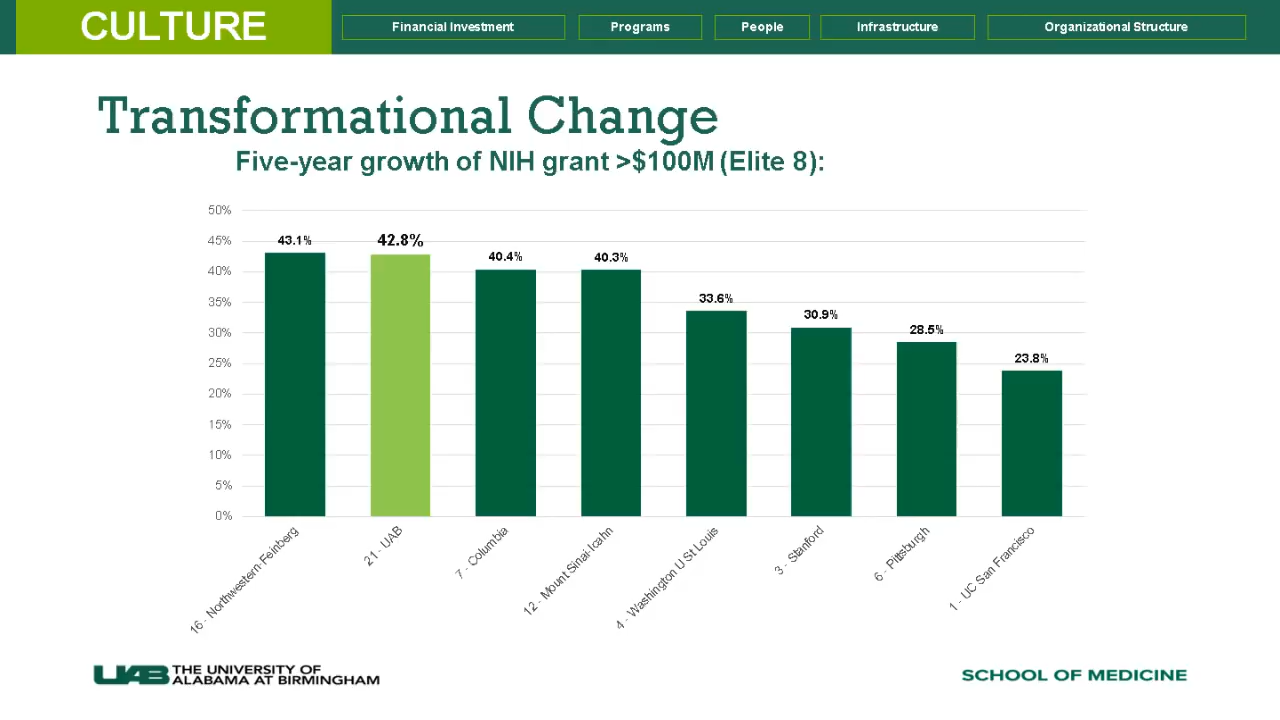 CULTURE
Financial Investment
Programs
People
Infrastructure
Organizational Structure
Transformational Change
Five-year growth of NIH grant >$100M (Elite 8):
50%
45%
40%
35%
30%
25%
20%
15%
10%
5%
0%
43.1%
42.8%
40.4%
40.3%
33.6%
30.9%
28.5%
23.8%
16 - Northwestern-Feinberg
21 - UAB
7 - Columbia
12 - Mount Sinai-Icahn
4 - Washington U St Louis
3 - Stanford
6 - Pittsburgh
1 - UC San Francisco
UAB THE UNIVERSITY OF
ALABAMA AT BIRMINGHAM
SCHOOL OF MEDICINE